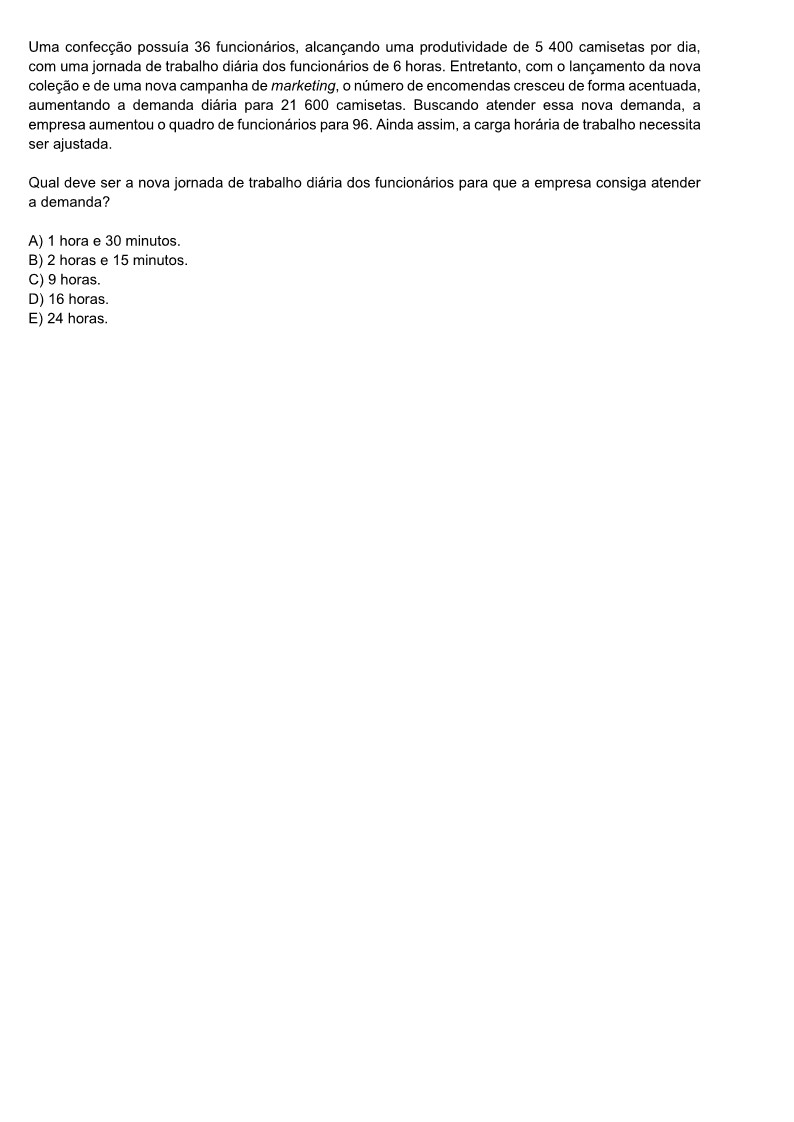 Uma confecção possuía 36 funcionários, alcançando uma produtividade de 5 400 camisetas por dia,
com uma jornada de trabalho diária dos funcionários de 6 horas. Entretanto, com o lançamento da nova
coleção e de uma nova campanha de marketing, o número de encomendas cresceu de forma acentuada,
aumentando a demanda diária para 21 600 camisetas. Buscando atender essa nova demanda, a
empresa aumentou o quadro de funcionários para 96. Ainda assim, a carga horária de trabalho necessita
ser ajustada.
Qual deve ser a nova jornada de trabalho diária dos funcionários para que a empresa consiga atender
a demanda?
A) 1 hora e 30 minutos.
B) 2 horas e 15 minutos.
C) 9 horas.
D) 16 horas.
E) 24 horas.